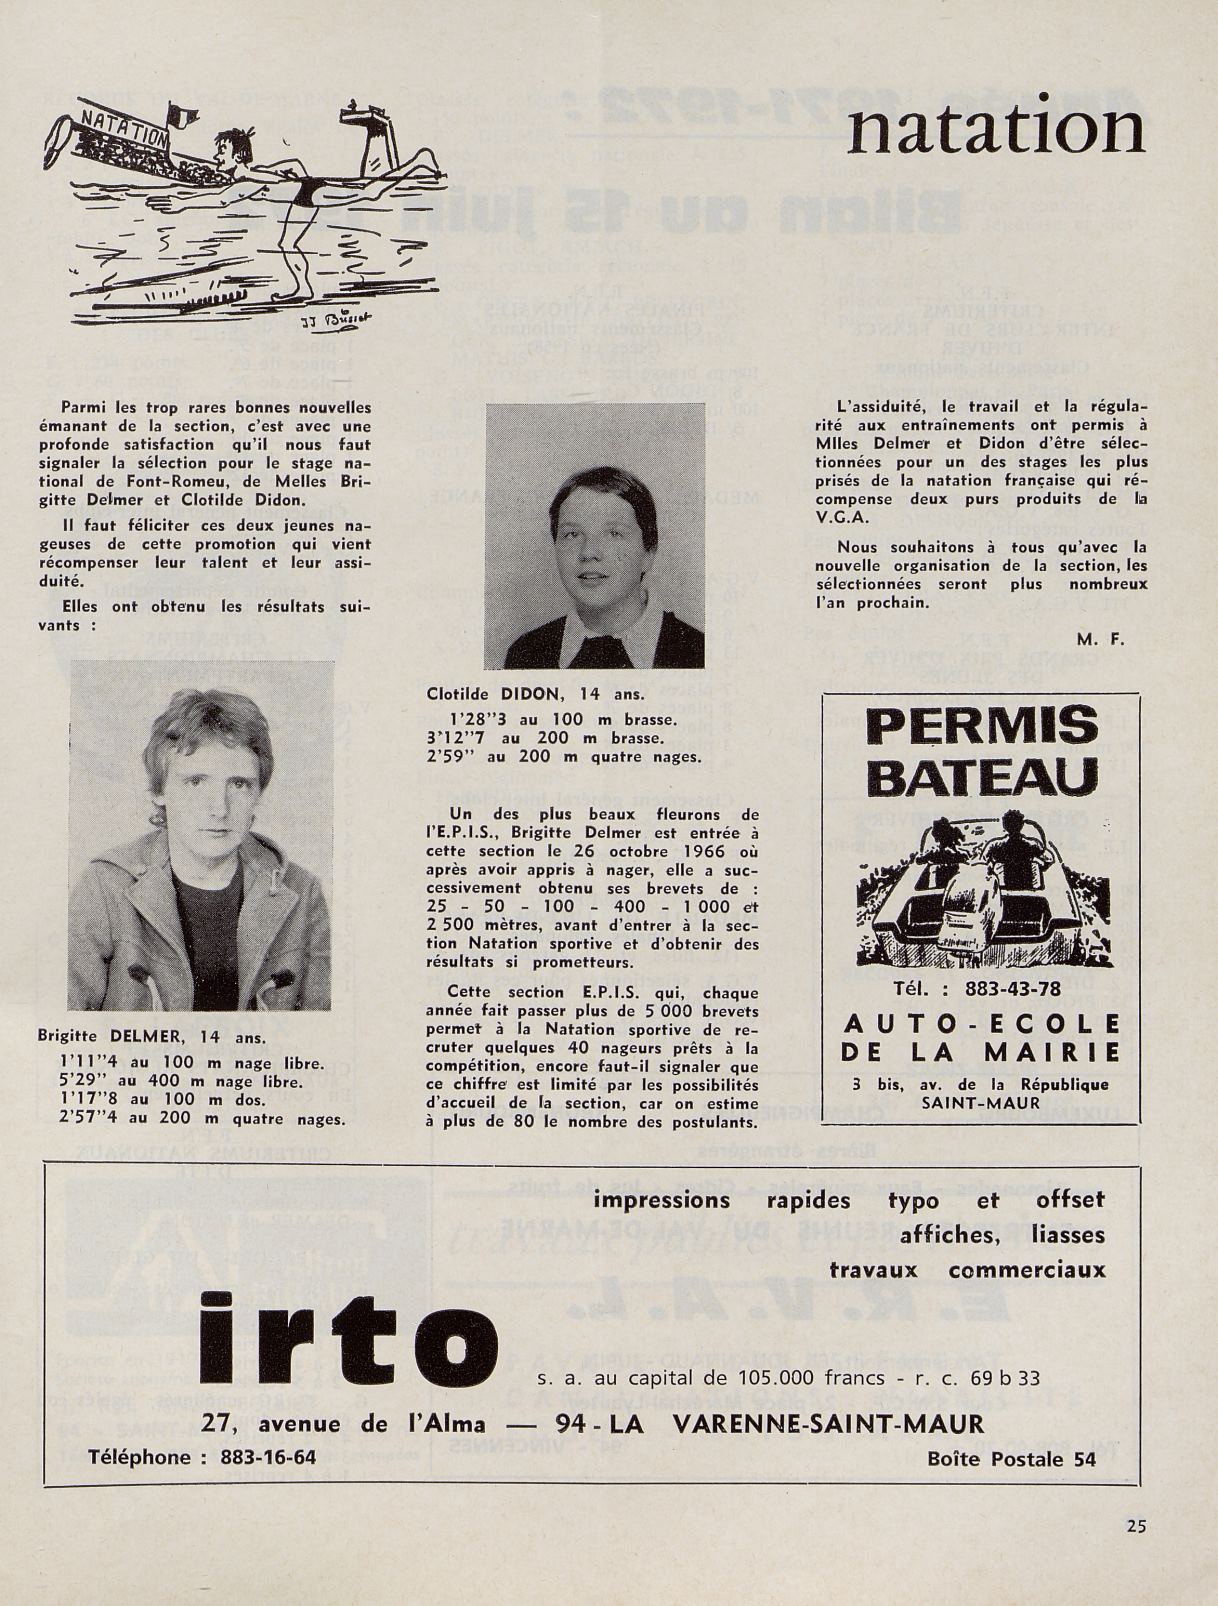 natation
NATATION
JJ Bussat
Parmi les trop rares bonnes nouvelles
émanant de la section, c'est avec une
profonde satisfaction qu'il nous faut
signaler la sélection pour le stage na-
tional de Font-Romeu, de Melles Bri-
gitte Delmer et Clotilde Didon.
Il faut féliciter ces deux jeunes na-
geuses de cette promotion qui vient
récompenser leur talent et leur assi-
duité.
Elles ont obtenu les résultats sui-
vants :
Brigitte DELMER, 14 ans.
1'11"4 au 100 m nage libre.
5'29" au 400 m nage libre.
1'17"8 au 100 m dos.
2'57"4 au 200 m quatre nages.
Clotilde DIDON, 14 ans.
1'28"3 au 100 m brasse.
3'12"7 au 200 m brasse.
2'59" au 200 m quatre nages.
Un des plus beaux fleurons de
l'E.P.I.S., Brigitte Delmer est entrée à
cette section le 26 octobre 1966 où
après avoir appris à nager, elle a suc-
cessivement obtenu ses brevets de :
25 - 50 - 100 - 400 - 1 000 et
2 500 mètres, avant d'entrer à la sec-
tion Natation sportive et d'obtenir des
résultats si prometteurs.
Cette section E.P.I.S. qui, chaque
année fait passer plus de 5 000 brevets
permet à la Natation sportive de re-
cruter quelques 40 nageurs prêts à la
compétition, encore faut-il signaler que
ce chiffre est limité par les possibilités
d'accueil de la section, car on estime
à plus de 80 le nombre des postulants.
L'assiduité, le travail et la régula-
rité aux entraînements ont permis à
Mlles Delmer et Didon d'être sélec-
tionnées pour un des stages les plus
prisés de la natation française qui ré-
compense deux purs produits de la
V.G.A.
Nous souhaitons à tous qu'avec la
nouvelle organisation de la section, les
sélectionnées seront plus nombreux
l'an prochain.
M. F.
PERMIS
BATEAU
Tél. : 883-43-78
AUTO-ECOLE
DE LA MAIRIE
3 bis, av. de la République
SAINT-MAUR
impressions rapides typo et offset
affiches, liasses
travaux commerciaux
irto
s. a. au capital de 105.000 francs - r. c. 69 b 33
27, avenue de l'Alma — 94 - LA VARENNE-SAINT-MAUR
Téléphone : 883-16-64
Boîte Postale 54
25